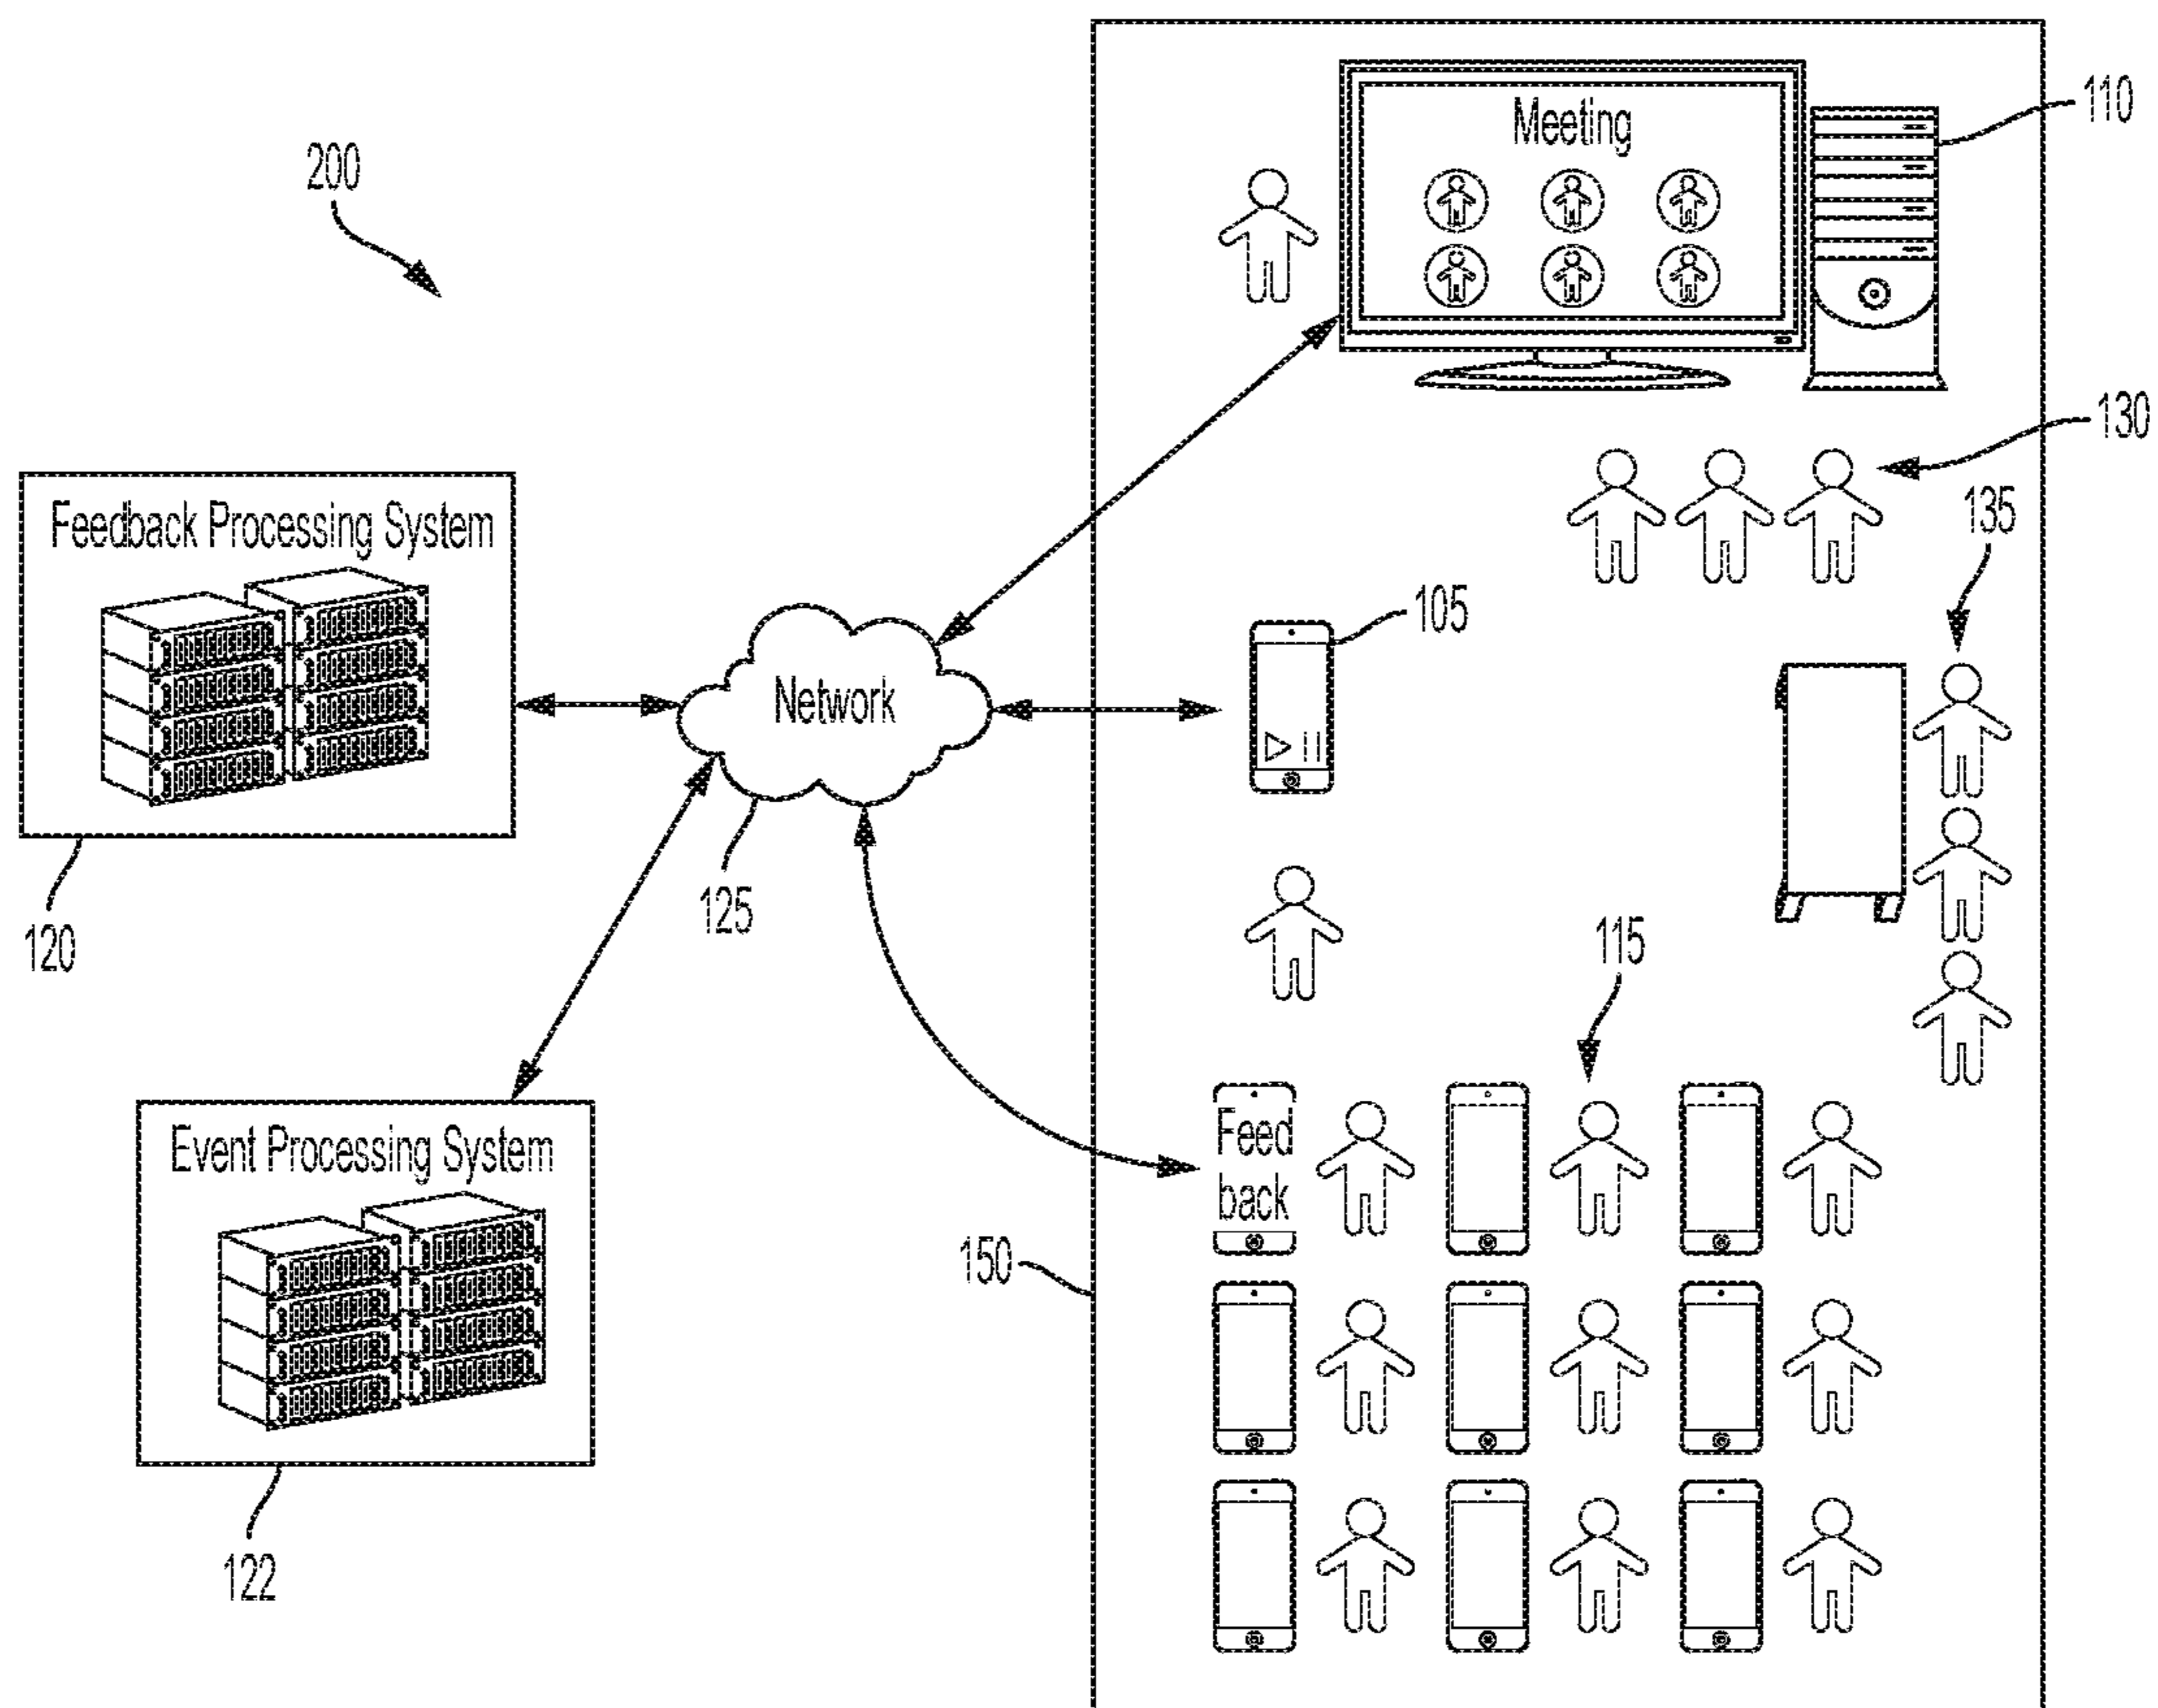 Meeting
110
200
130
135
Feedback Processing System
105
Network
125
120
115
Event Processing System
Feed
back
150
122